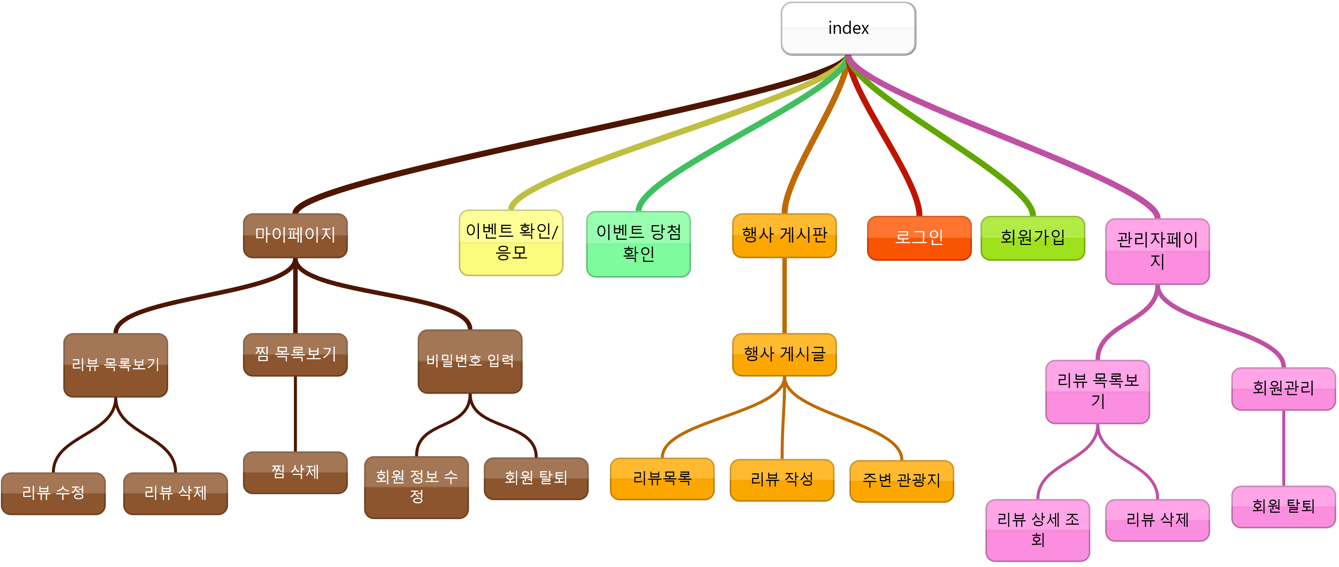 index
마이페이지
이벤트 확인/
응모
이벤트 당첨
확인
행사 게시판
로그인
회원가입
관리자페이
지
리뷰 목록보기
찜 목록보기
비밀번호 입력
행사 게시글
리뷰 목록보
기
회원관리
리뷰 수정
리뷰 삭제
찜 삭제
회원 정보 수
정
회원 탈퇴
리뷰목록
리뷰 작성
주변 관광지
리뷰 상세 조
회
리뷰 삭제
회원 탈퇴